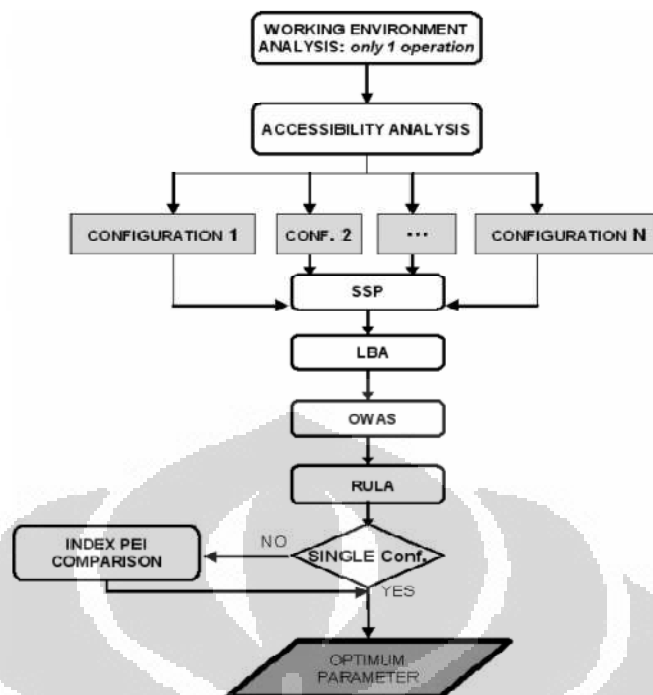 WORKING ENVIRONMENT
ANALYSIS: only 1 operation
ACCESSIBILITY ANALYSIS
CONFIGURATION 1
CONF. 2
...
CONFIGURATION N
SSP
LBA
OWAS
RULA
SINGLE Conf.
NO
INDEX PEI
COMPARISON
YES
OPTIMUM
PARAMETER